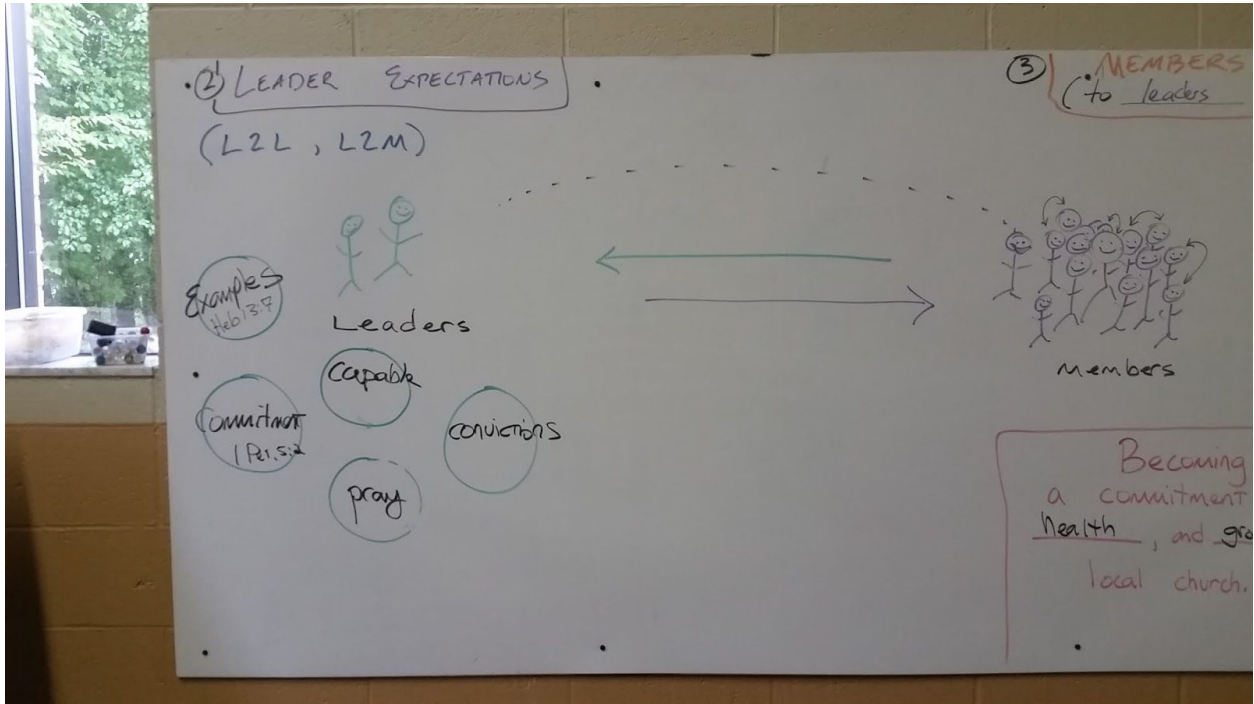 ② LEADER EXPECTATIONS
(L2L, L2M)
Examples
Heb 13:7
Leaders
Capable
Commitment
1 Pet. 5:2
convictions
pray
③ MEMBERS
(to leaders
members
Becoming
a commitment
health, and gro
local church.